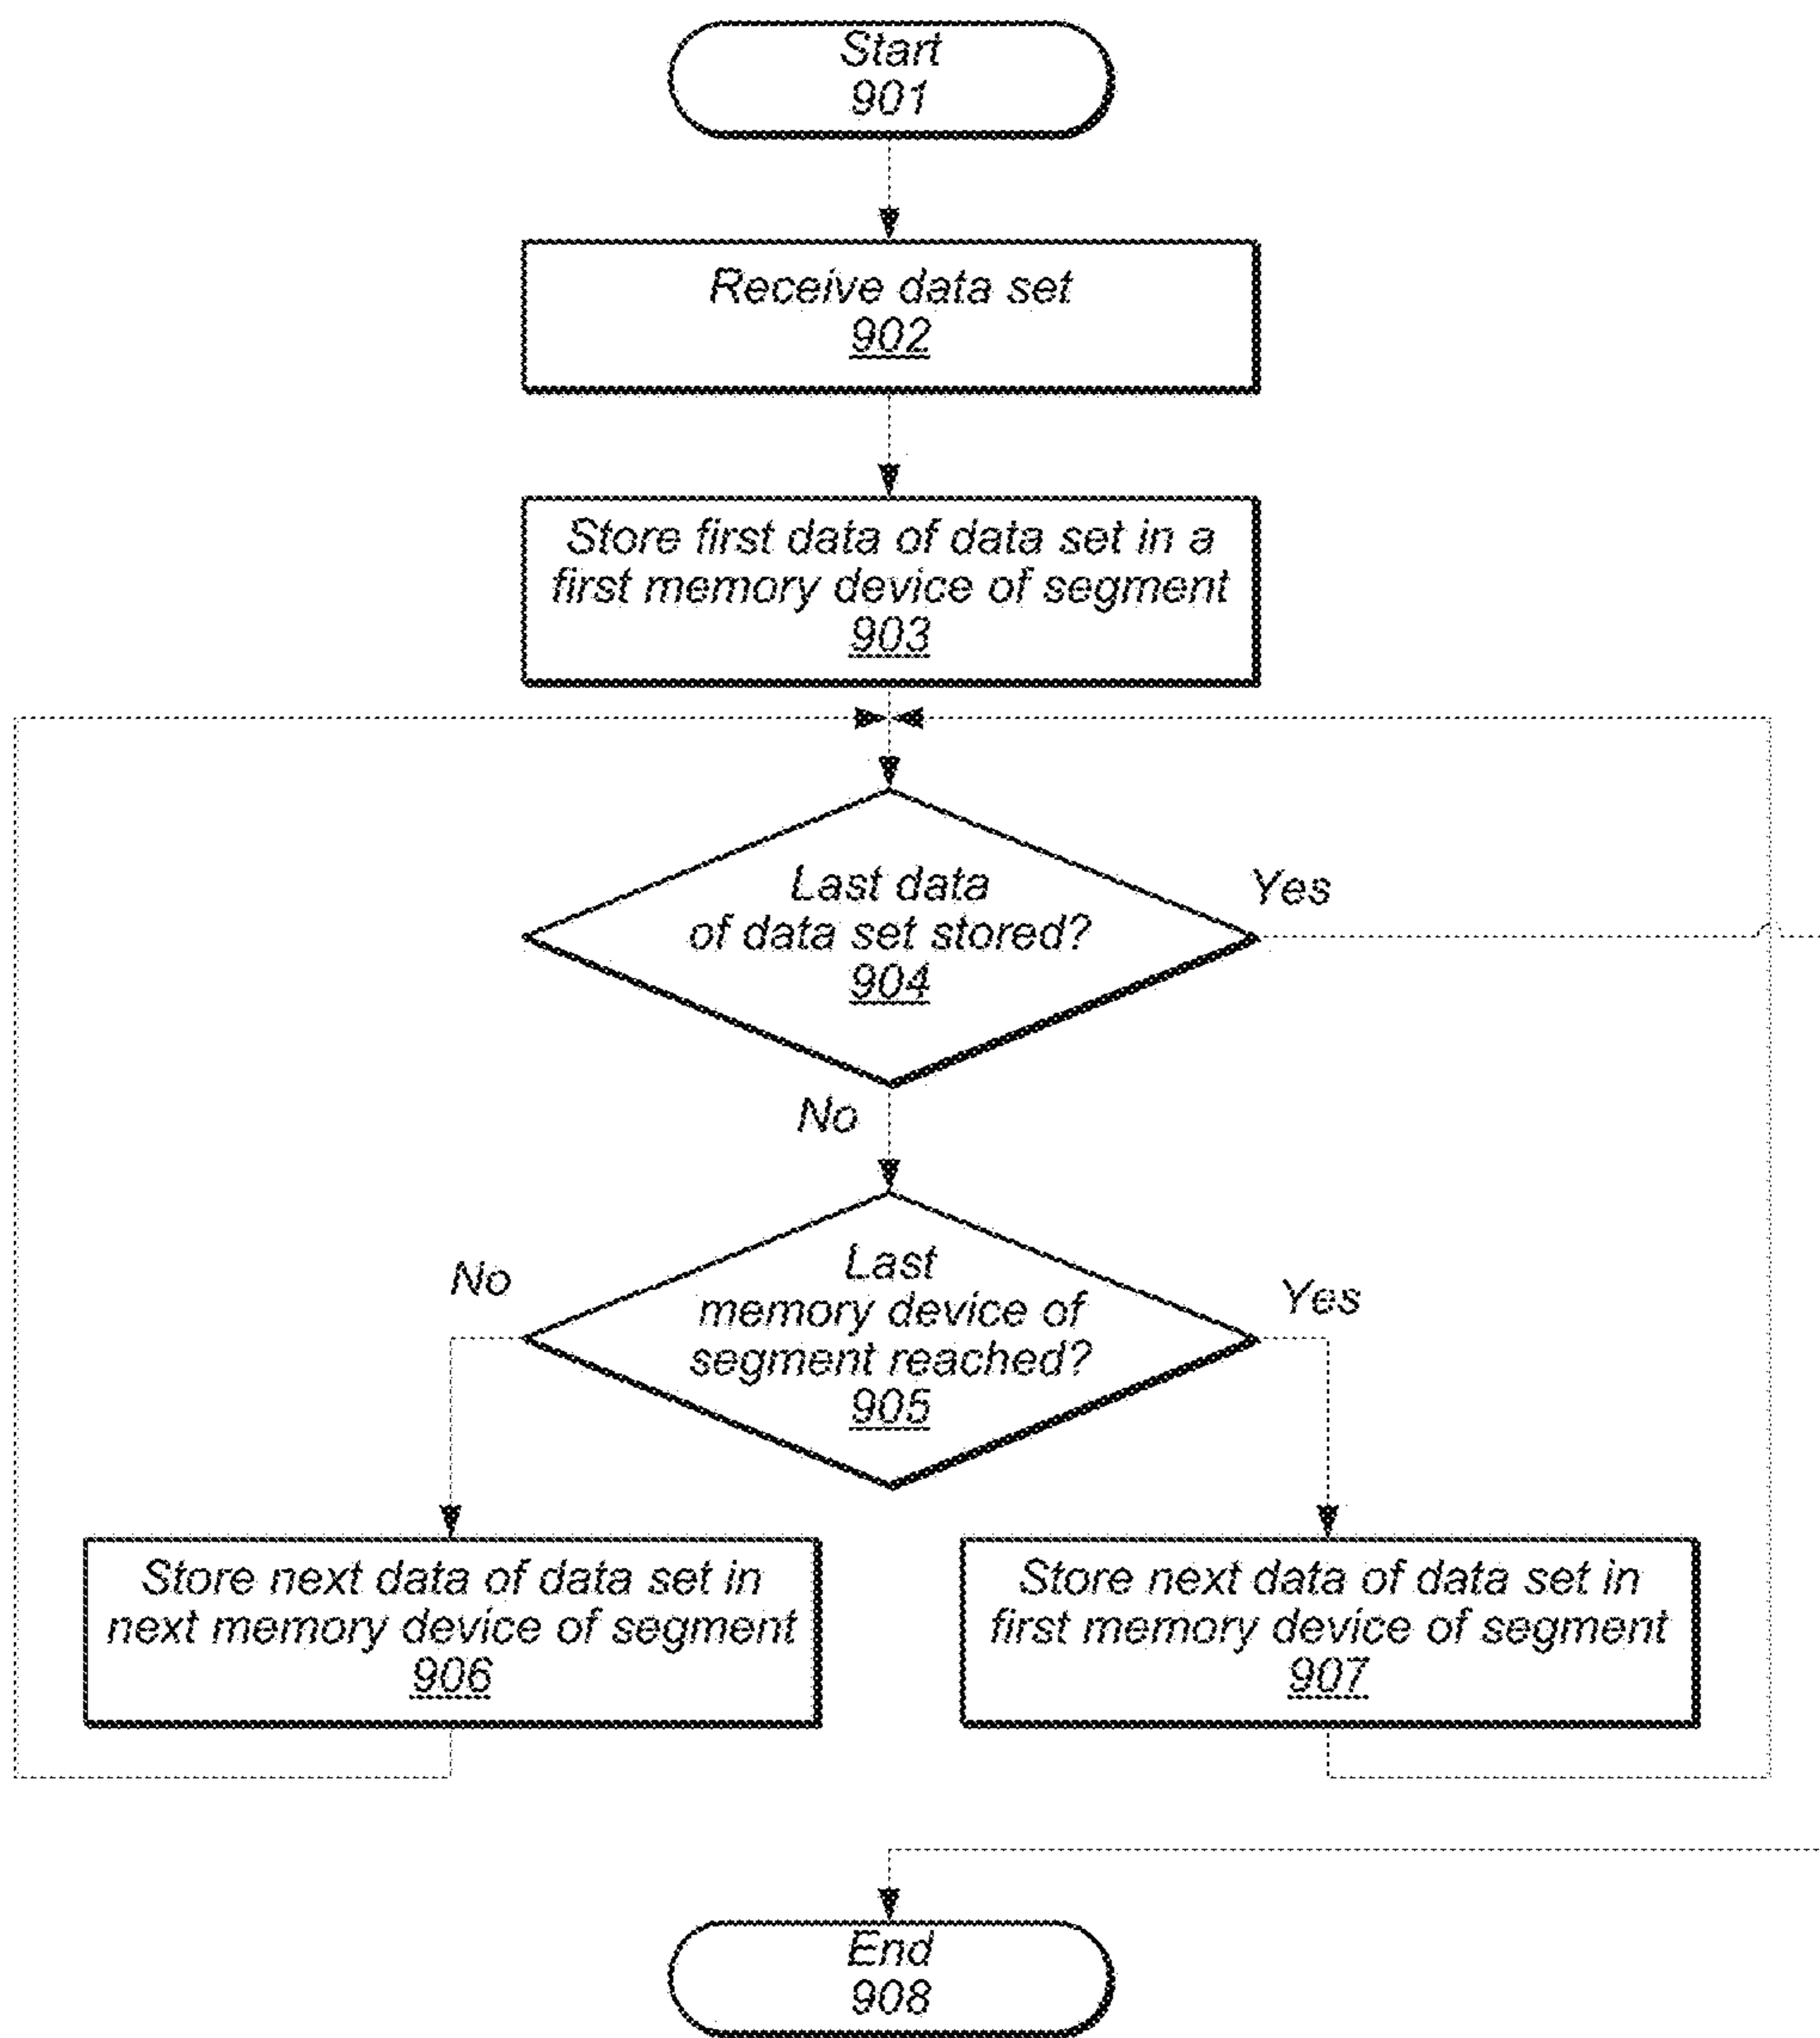 Start
901
Receive data set
902
Store first data of data set in a
first memory device of segment
903
Last data
of data set stored?
904
Yes
No
Last
memory device of
segment reached?
905
No
Yes
Store next data of data set in
next memory device of segment
906
Store next data of data set in
first memory device of segment
907
End
908